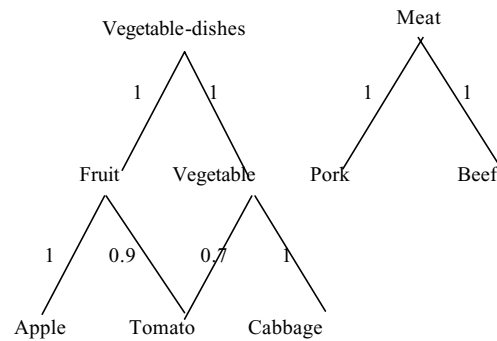 Meat
Vegetable-dishes
1 1 1 1
Fruit Vegetable Pork Beef
1 0.9 0.7 1
Apple Tomato Cabbage